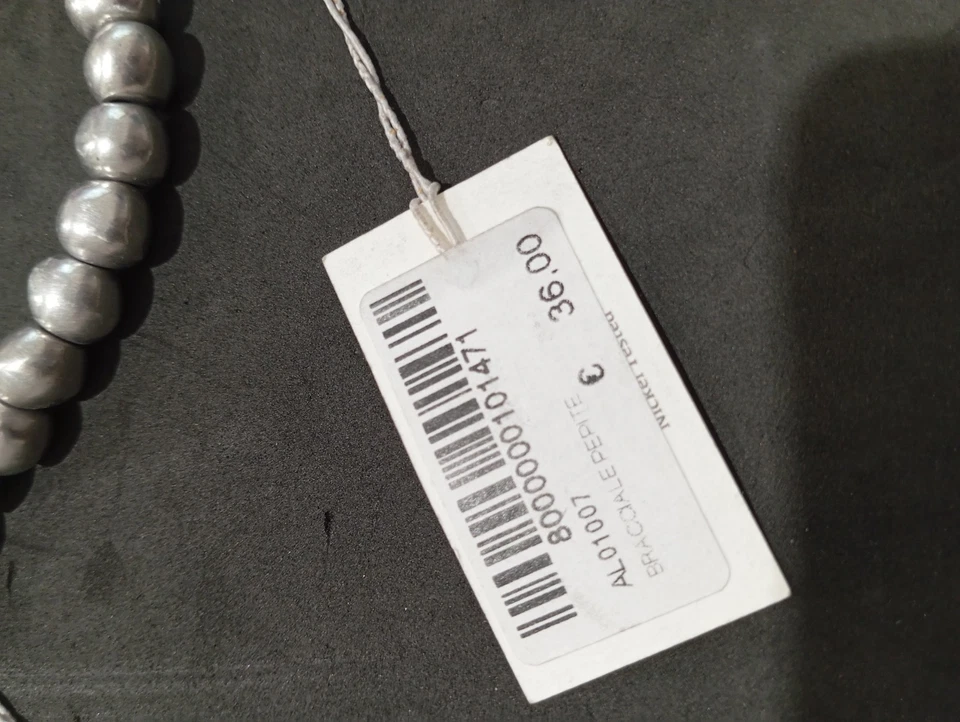 8000000101471
AL01007
BRACCIALE PEPITE
€ 36,00
Nickel Tested